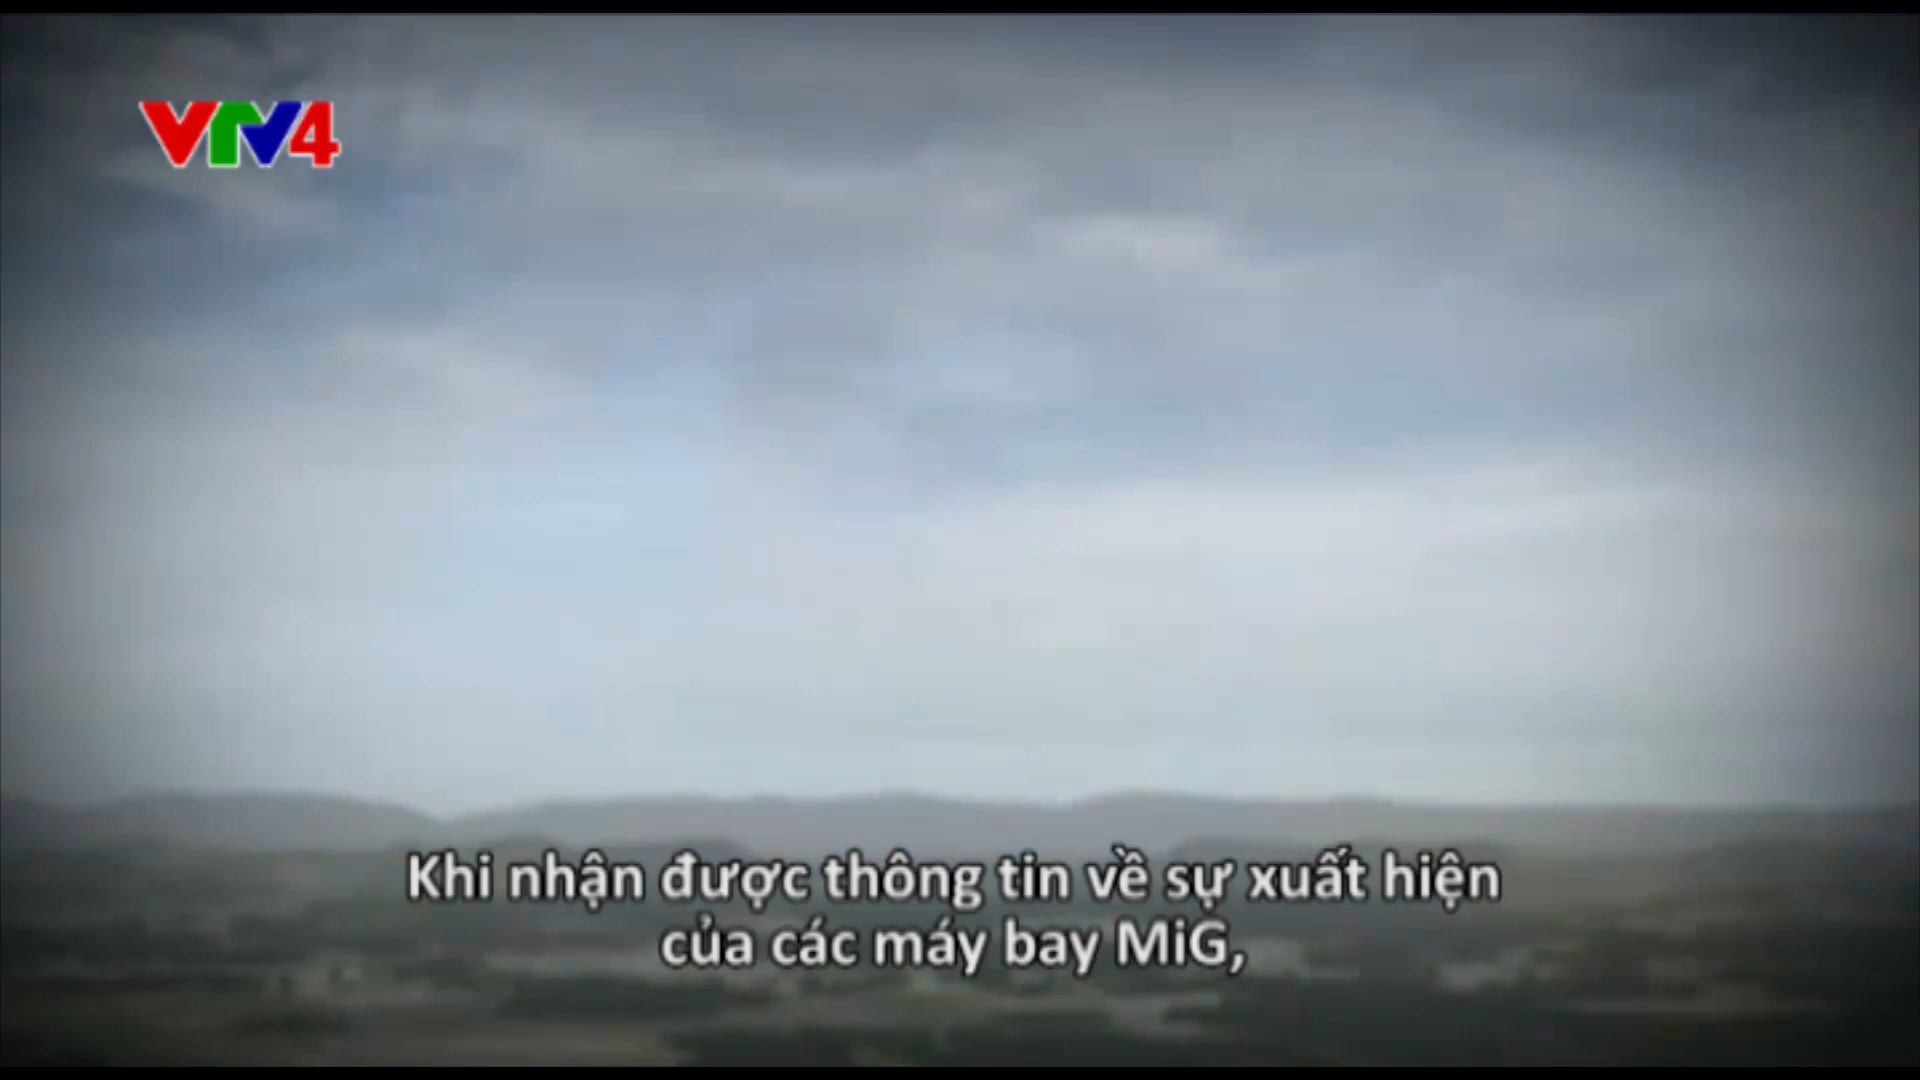 VTV4
Khi nhận được thông tin về sự xuất hiện
của các máy bay MiG,